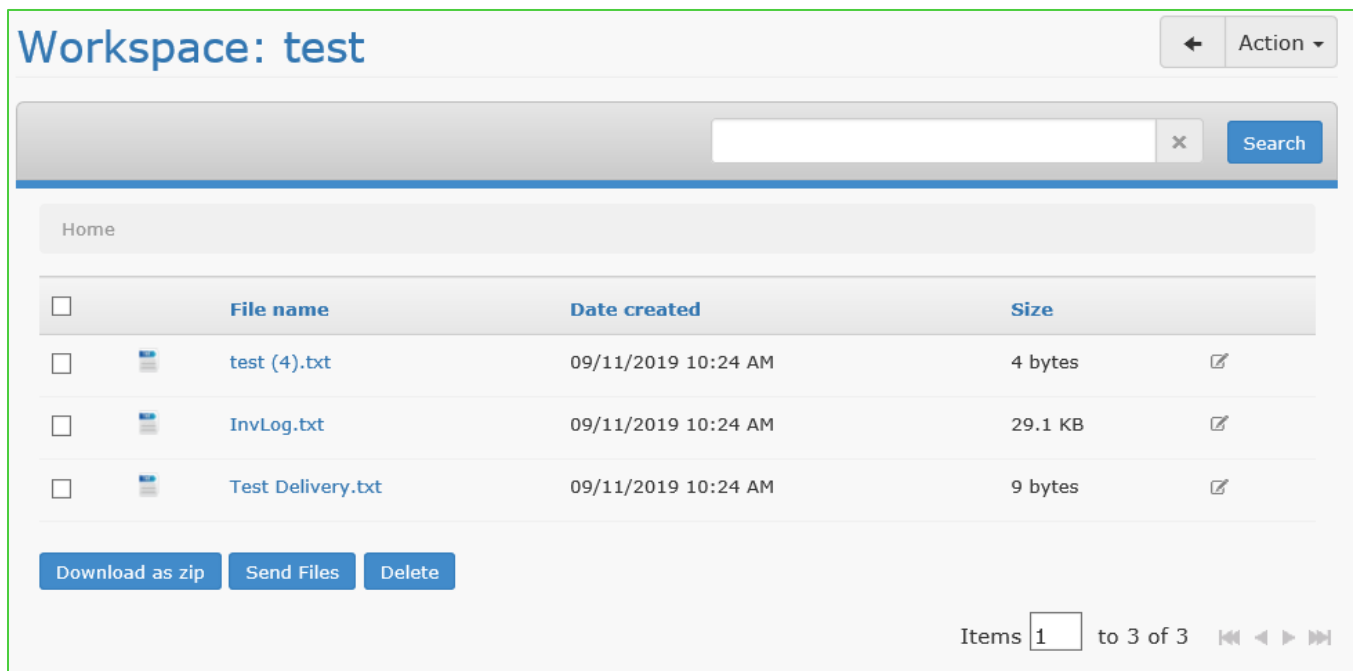 Workspace: test
Action
Search
Home
File name Date created Size
test (4).txt 09/11/2019 10:24 AM 4 bytes
InvLog.txt 09/11/2019 10:24 AM 29.1 KB
Test Delivery.txt 09/11/2019 10:24 AM 9 bytes
Download as zip Send Files Delete
Items 1 to 3 of 3